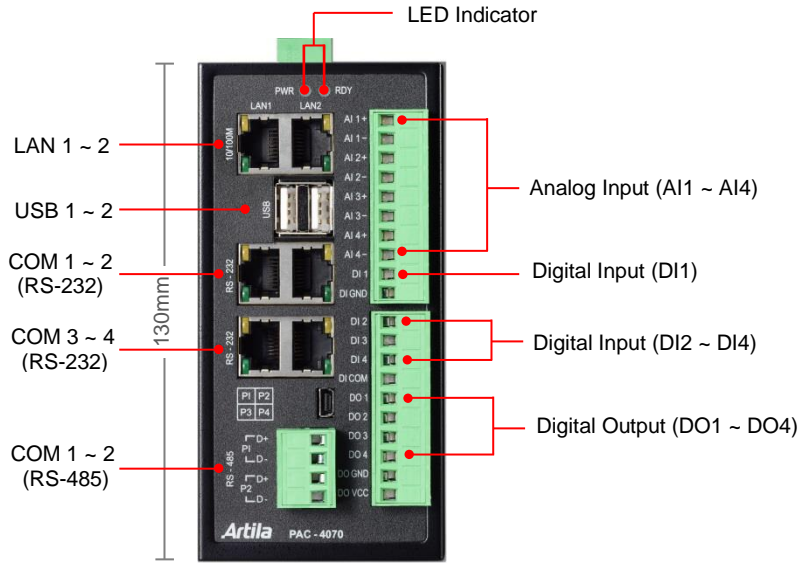 LED Indicator
PWR RDY
LAN1 LAN2
10/100M
LAN 1 ~ 2
USB 1 ~ 2
USB
COM 1 ~ 2
(RS-232)
RS - 232
COM 3 ~ 4
(RS-232)
RS - 232
130mm
P1 P2
P3 P4
COM 1 ~ 2
(RS-485)
RS - 485
P1
D+
D-
P2
D+
D-
Artila PAC - 4070
AI 1+
AI 1-
AI 2+
AI 2-
AI 3+
AI 3-
AI 4+
AI 4-
DI 1
DI GND
DI 2
DI 3
DI 4
DI COM
DO 1
DO 2
DO 3
DO 4
DO GND
DO VCC
Analog Input (AI1 ~ AI4)
Digital Input (DI1)
Digital Input (DI2 ~ DI4)
Digital Output (DO1 ~ DO4)